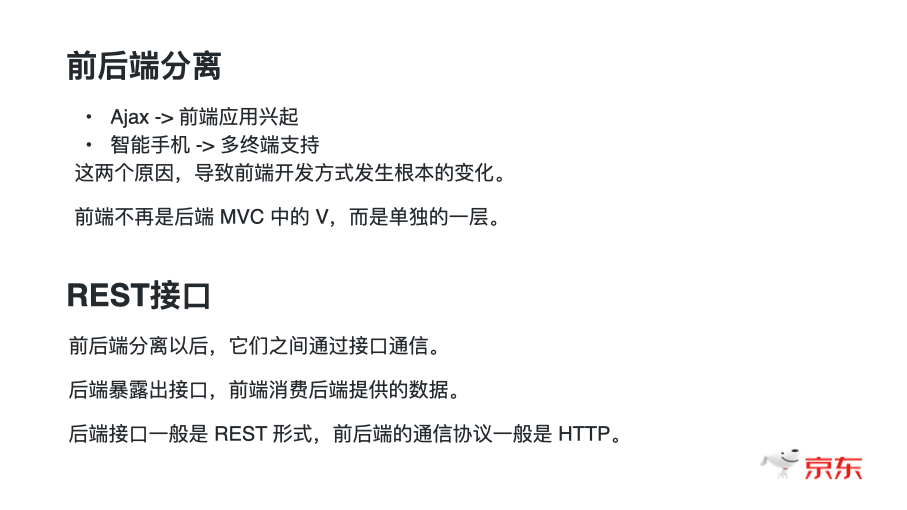 前后端分离
• Ajax -> 前端应用兴起
• 智能手机 -> 多终端支持
这两个原因，导致前端开发方式发生根本的变化。
前端不再是后端 MVC 中的 V，而是单独的一层。
REST接口
前后端分离以后，它们之间通过接口通信。
后端暴露出接口，前端消费后端提供的数据。
后端接口一般是 REST 形式，前后端的通信协议一般是 HTTP。
京东